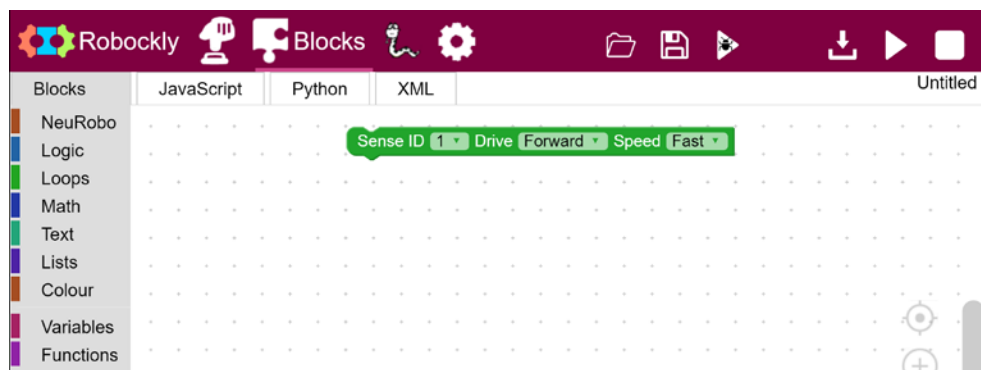 Robockly Blocks
Blocks JavaScript Python XML Untitled
NeuRobo
Sense ID 1 Drive Forward Speed Fast
Logic
Loops
Math
Text
Lists
Colour
Variables
Functions